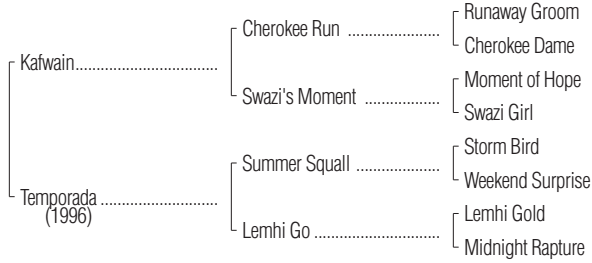 Runaway Groom
Cherokee Run ....................
Cherokee Dame
Kafwain..................................
Moment of Hope
Swazi's Moment ................
Swazi Girl
Storm Bird
Summer Squall ..................
Weekend Surprise
Temporada ...........................
(1996)
Lemhi Gold
Lemhi Go ...........................
Midnight Rapture